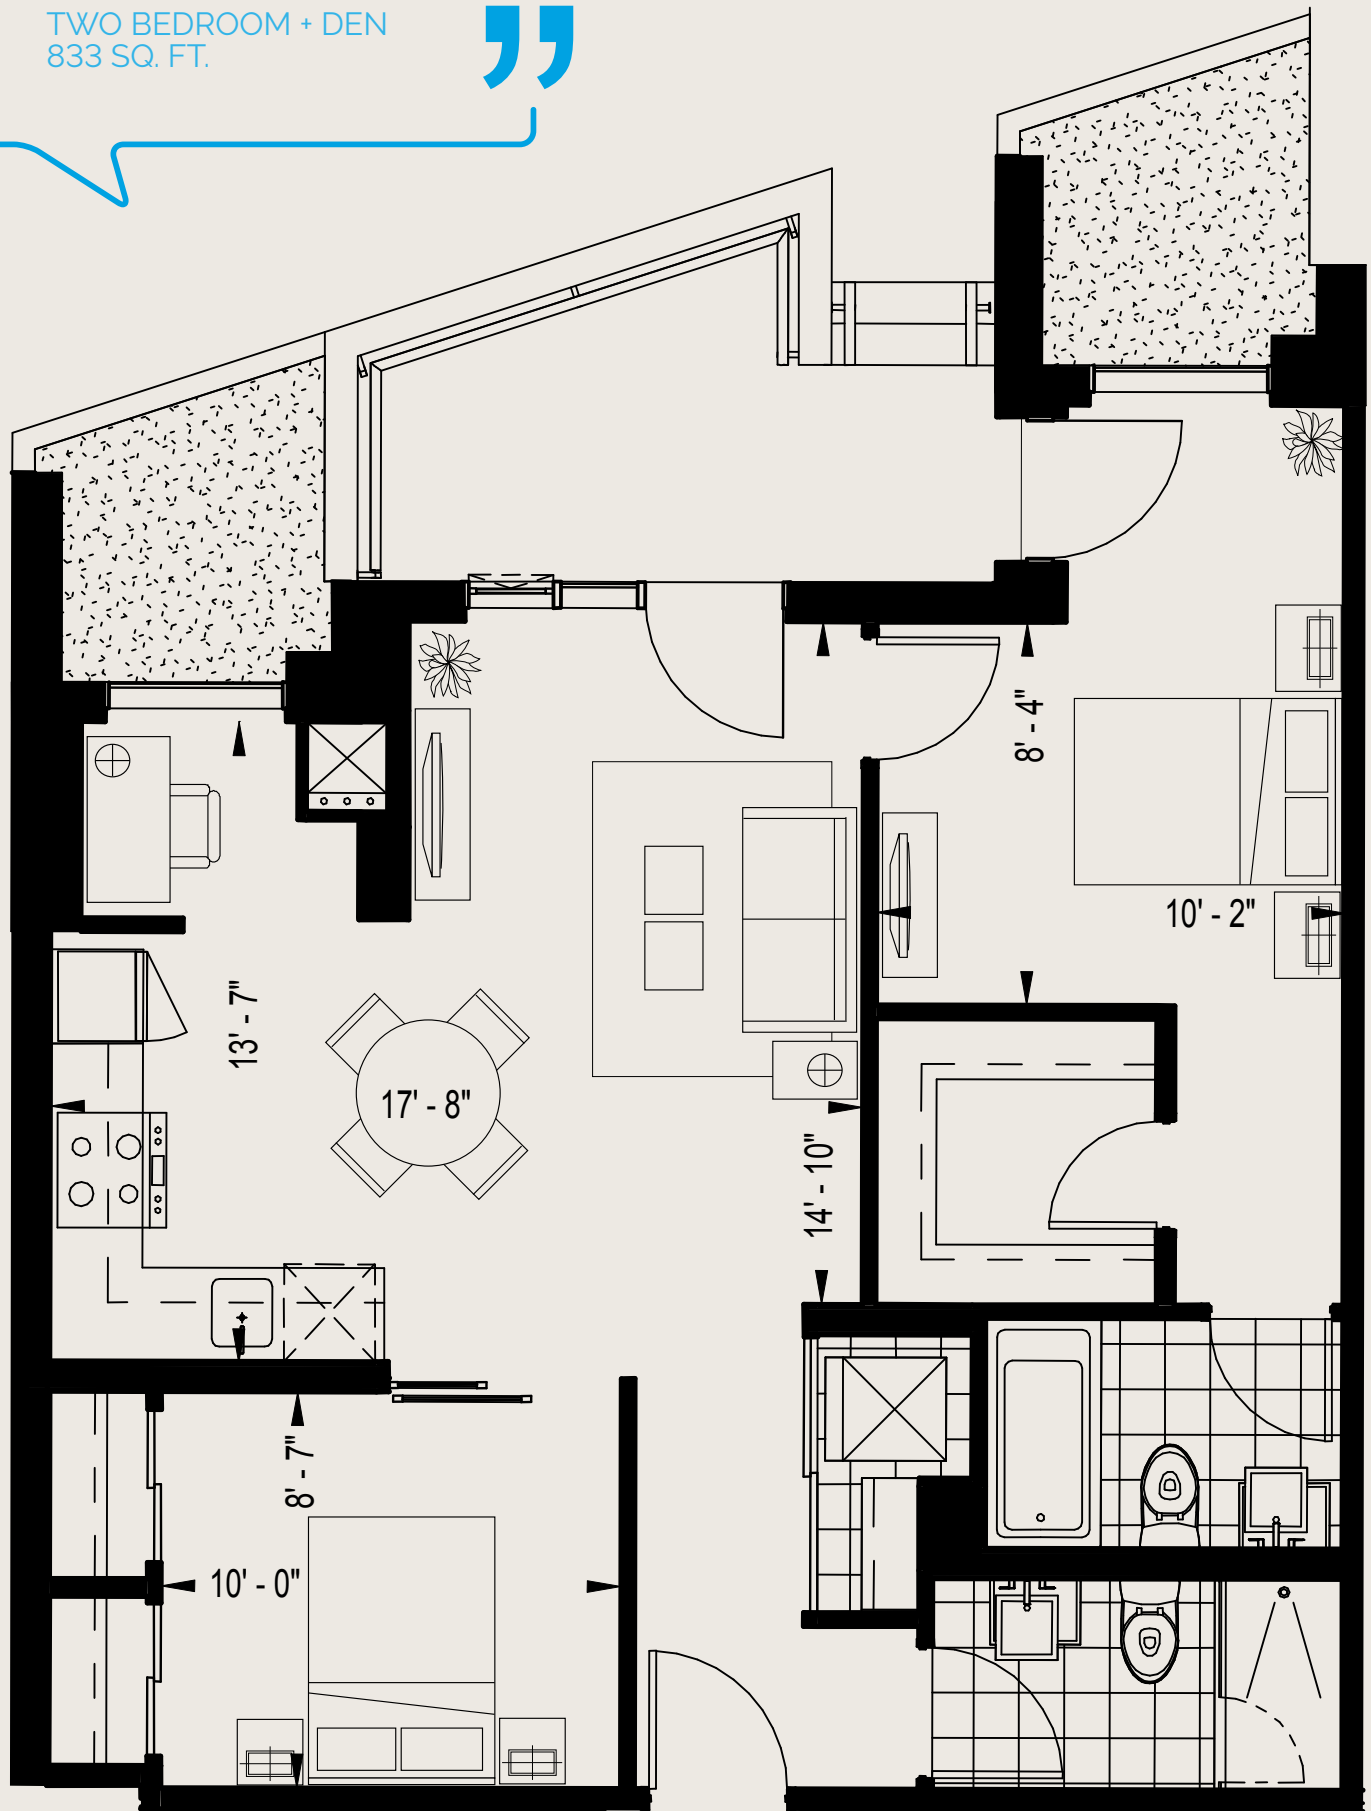 TWO BEDROOM + DEN
833 SQ. FT.
”
8' - 4"
10' - 2"
13' - 7"
17' - 8"
14' - 10"
8' - 7"
10' - 0"